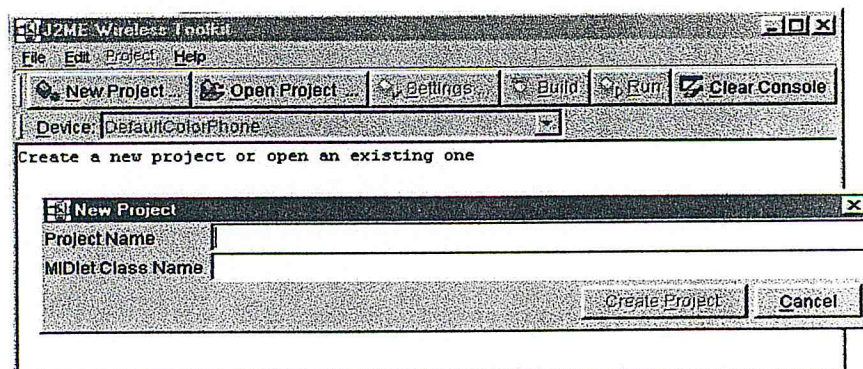 J2ME Wireless Toolkit
File Edit Project Help
New Project ... Open Project ... Settings... Build Run Clear Console
Device: DefaultColorPhone
Create a new project or open an existing one
New Project
Project Name
MIDlet Class Name
Create Project Cancel